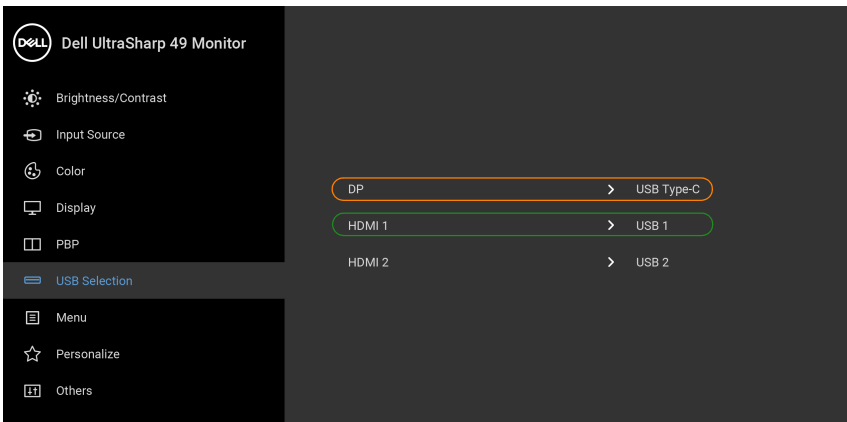 DELL Dell UltraSharp 49 Monitor
Brightness/Contrast
Input Source
Color
Display
PBP
USB Selection
Menu
Personalize
Others
DP > USB Type-C
HDMI 1 > USB 1
HDMI 2 > USB 2